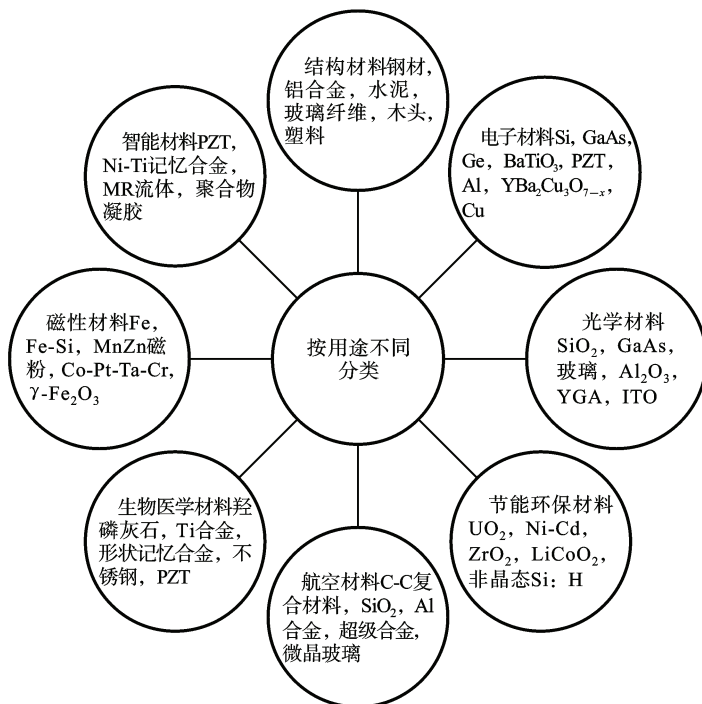 结构材料钢材,
铝合金，水泥,
玻璃纤维，木头,
塑料
电子材料Si, GaAs,
Ge, BaTiO₃, PZT,
Al, YBa₂Cu₃O₇₋ₓ,
Cu
光学材料
SiO₂, GaAs,
玻璃, Al₂O₃,
YGA, ITO
节能环保材料
UO₂, Ni-Cd,
ZrO₂, LiCoO₂,
非晶态Si：H
航空材料C-C复
合材料, SiO₂, Al
合金, 超级合金,
微晶玻璃
生物医学材料羟
磷灰石, Ti合金,
形状记忆合金, 不
锈钢, PZT
磁性材料Fe,
Fe-Si, MnZn磁
粉, Co-Pt-Ta-Cr,
γ-Fe₂O₃
智能材料PZT,
Ni-Ti记忆合金,
MR流体，聚合物
凝胶
按用途不同
分类